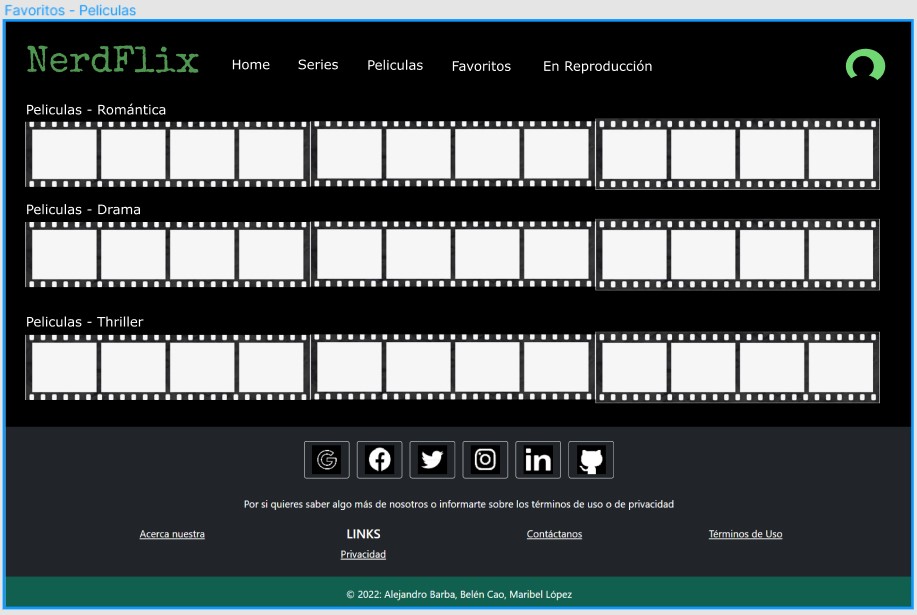 Favoritos - Peliculas
NerdFlix Home Series Peliculas Favoritos En Reproducción
Peliculas - Romántica
Peliculas - Drama
Peliculas - Thriller
Por si quieres saber algo más de nosotros o informarte sobre los términos de uso o de privacidad
Acerca nuestra LINKS Contáctanos Términos de Uso
Privacidad
© 2022: Alejandro Barba, Belén Cao, Maribel López